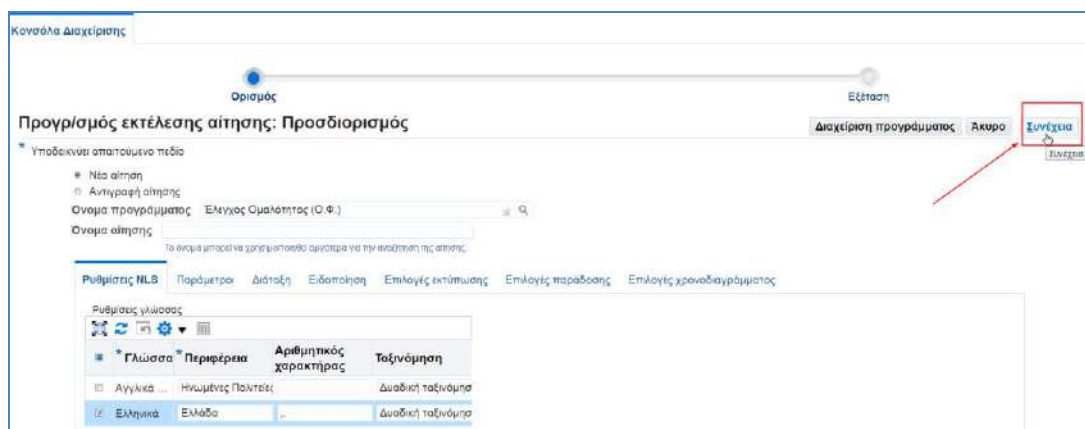 Κονσόλα Διαχείρισης
Ορισμός
Εξέταση
Προγρ/σμός εκτέλεσης αίτησης: Προσδιορισμός
Διαχείριση προγράμματος Άκυρο Συνέχεια
* Υποδεικνύει απαιτούμενο πεδίο
Συνέχεια
Νέα αίτηση
Αντιγραφή αίτησης
Όνομα προγράμματος Έλεγχος Ομαλότητας (Ο.Φ.)
Όνομα αίτησης
Το όνομα μπορεί να χρησιμοποιηθεί αργότερα για την αναζήτηση της αίτησης.
Ρυθμίσεις NLS Παράμετροι Διάταξη Ειδοποίηση Επιλογές εκτύπωσης Επιλογές παράδοσης Επιλογές χρονοδιαγράμματος
Ρυθμίσεις γλώσσας
* Γλώσσα * Περιφέρεια Αριθμητικός χαρακτήρας Ταξινόμηση
Αγγλικά ... Ηνωμένες Πολιτείες Δυαδική ταξινόμησ
Ελληνικά Ελλάδα ,. Δυαδική ταξινόμησ